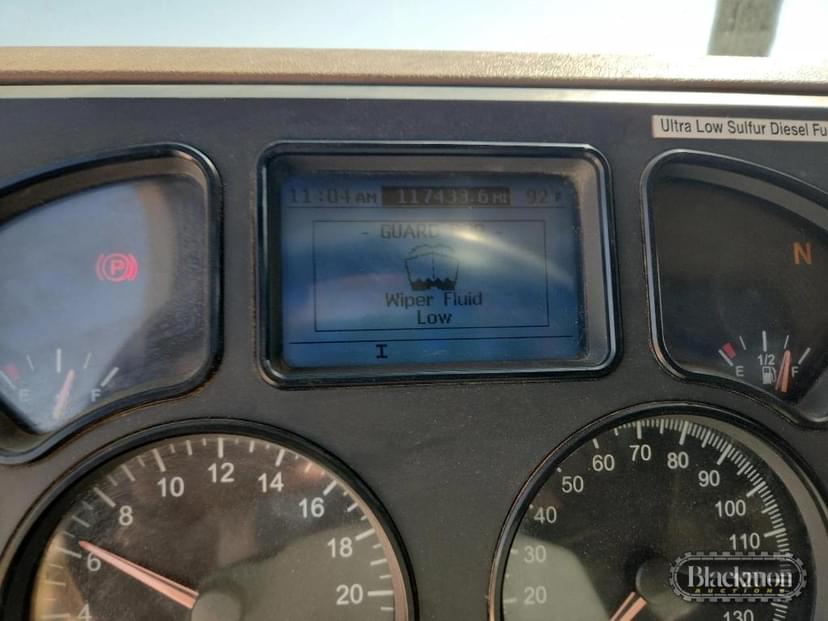 Ultra Low Sulfur Diesel Fu
11:04 AM 117433.6 MI 92 F
Wiper Fluid
Low
I
P
N
E F
E 1/2 F
4 6 8 10 12 14 16 18 20
20 30 40 50 60 70 80 90 100 110 130
Blackmon
AUCTIONS